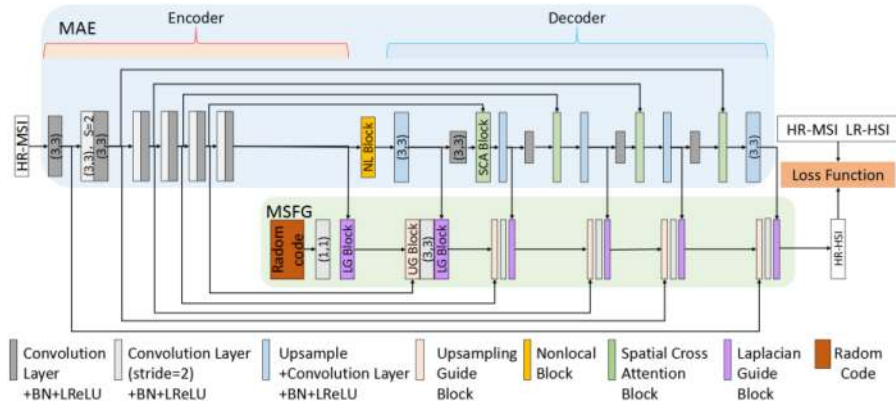 MAE
Encoder
Decoder
HR-MSI
(3,3)
(3,3), S=2
(3,3)
NL Block
(3,3)
(3,3)
SCA Block
(3,3)
HR-MSI LR-HSI
Loss Function
HR-HSI
MSFG
Radom
code
(1,1)
LG Block
UG Block
(3,3)
LG Block
Convolution
Layer
+BN+LReLU
Convolution Layer
(stride=2)
+BN+LReLU
Upsample
+Convolution Layer
+BN+LReLU
Upsampling
Guide
Block
Nonlocal
Block
Spatial Cross
Attention
Block
Laplacian
Guide
Block
Radom
Code